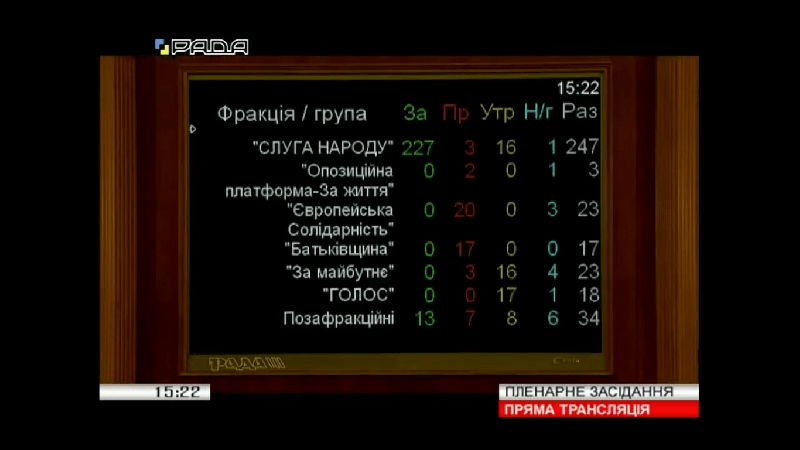 РАДА
15:22
Фракція / група За Пр Утр Н/г Раз
"СЛУГА НАРОДУ" 227 3 16 1 247
"Опозиційна 0 2 0 1 3
платформа-За життя"
"Європейська 0 20 0 3 23
Солідарність"
"Батьківщина" 0 17 0 0 17
"За майбутнє" 0 3 16 4 23
"ГОЛОС" 0 0 17 1 18
Позафракційні 13 7 8 6 34
РАДА
15:22
ПЛЕНАРНЕ ЗАСІДАННЯ
ПРЯМА ТРАНСЛЯЦІЯ